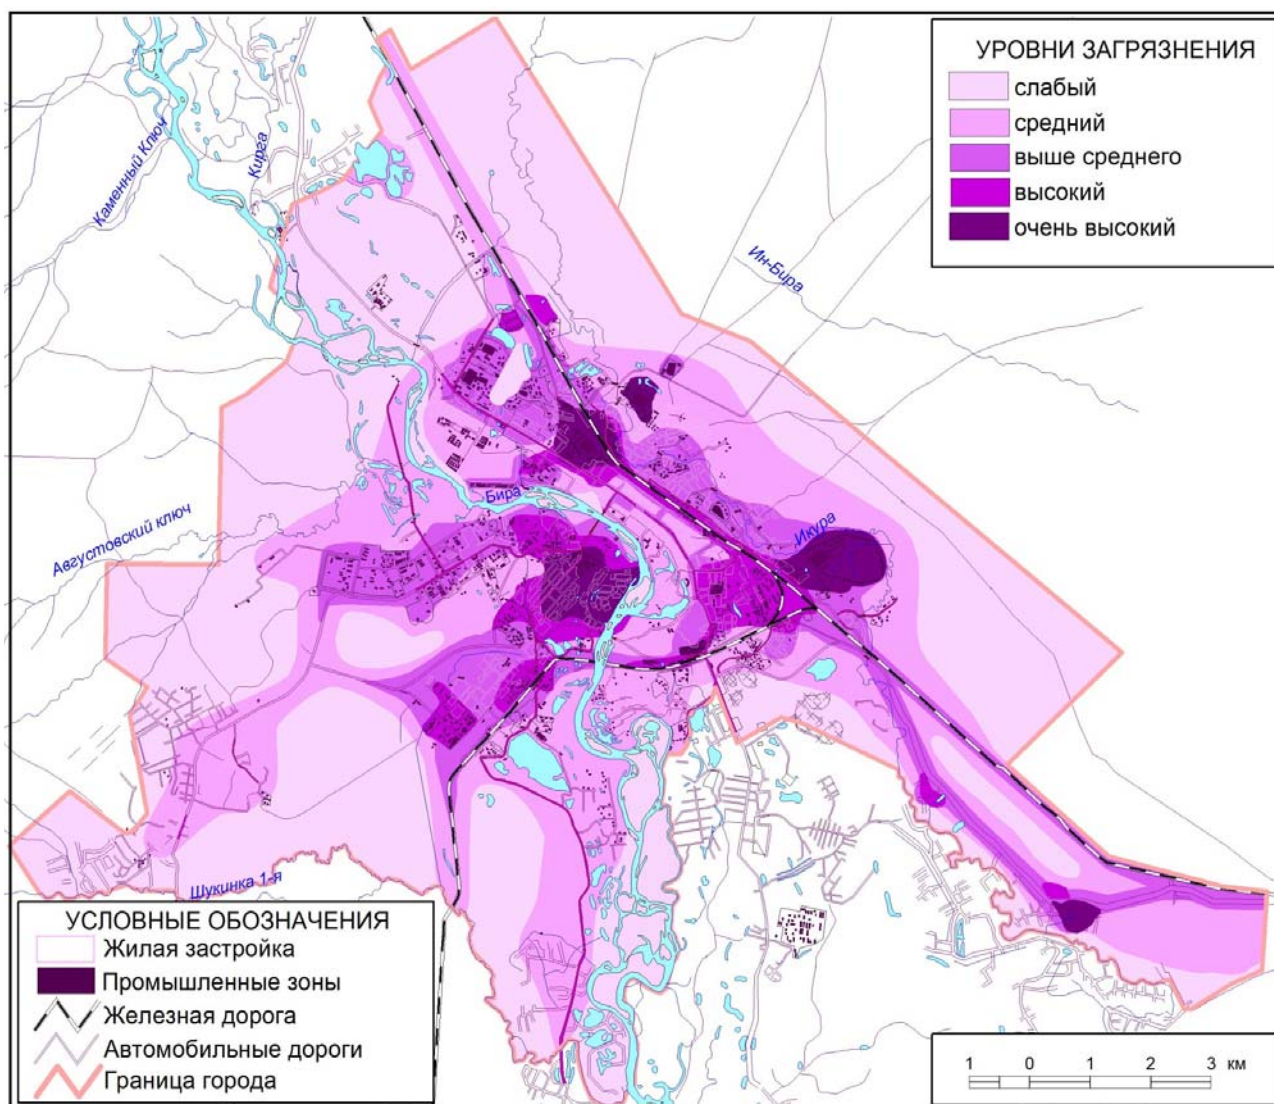 УРОВНИ ЗАГРЯЗНЕНИЯ
слабый
средний
выше среднего
высокий
очень высокий
Каменный Ключ
Кирга
Ин-Бира
Бира
Августовский ключ
Икура
Щукинка 1-я
УСЛОВНЫЕ ОБОЗНАЧЕНИЯ
Жилая застройка
Промышленные зоны
Железная дорога
Автомобильные дороги
Граница города
1 0 1 2 3 км